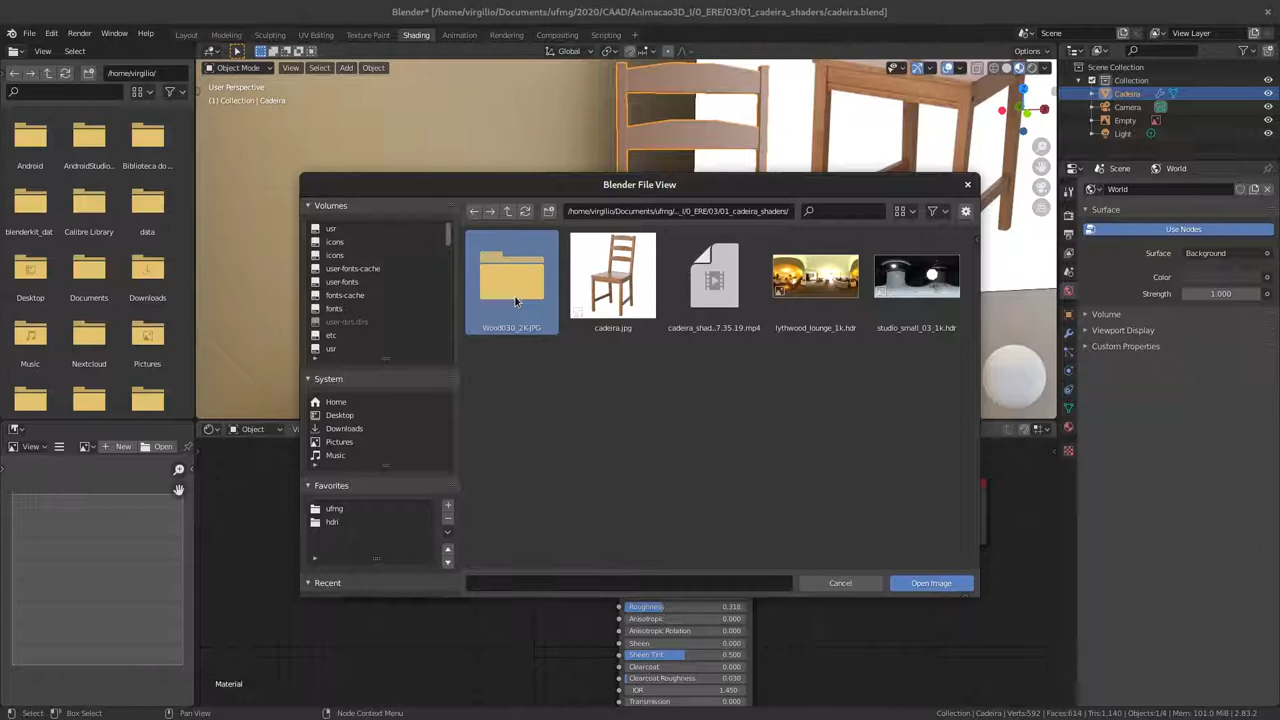 Blender* [/home/virgilio/Documents/ufmg/2020/CAAD/Animacao3D_I/0_ERE/03/01_cadeira_shaders/cadeira.blend]
File Edit Render Window Help Layout Modeling Sculpting UV Editing Texture Paint Shading Animation Rendering Compositing Scripting Scene View Layer
View Select Global Options
/home/virgilio/ Object Mode View Select Add Object Scene Collection
Collection
User Perspective
(1) Collection | Cadeira
Cadeira
Camera
Empty
Light
Android AndroidStudio... Biblioteca do ...
blenderkit_dat Calibre Library data
Desktop Documents Downloads
Music Nextcloud Pictures
Blender File View
Volumes
usr
icons
icons
user-fonts-cache
user-fonts
fonts-cache
fonts
user-dirs.dirs
etc
usr
/home/virgilio/Documents/ufmg/..._I/0_ERE/03/01_cadeira_shaders/
Wood030_2K-JPG cadeira.jpg cadeira_shad...7.35.19.mp4 lythwood_lounge_1k.hdr studio_small_03_1k.hdr
System
Home
Desktop
Downloads
Pictures
Music
Favorites
ufmg
hdri
Recent
Cancel Open Image
Scene World
World
Surface
Use Nodes
Surface Background
Color
Strength 1.000
Volume
Viewport Display
Custom Properties
View New Open
Object Vi
Roughness 0.318
Anisotropic 0.000
Anisotropic Rotation 0.000
Sheen 0.000
Sheen Tint 0.500
Clearcoat 0.000
Clearcoat Roughness 0.030
IOR 1.450
Transmission 0.000
Material
Select Box Select Pan View Node Context Menu Collection | Cadeira | Verts:592 | Faces:614 | Tris:1,140 | Objects:1/4 | Mem: 101.0 MiB | 2.83.2